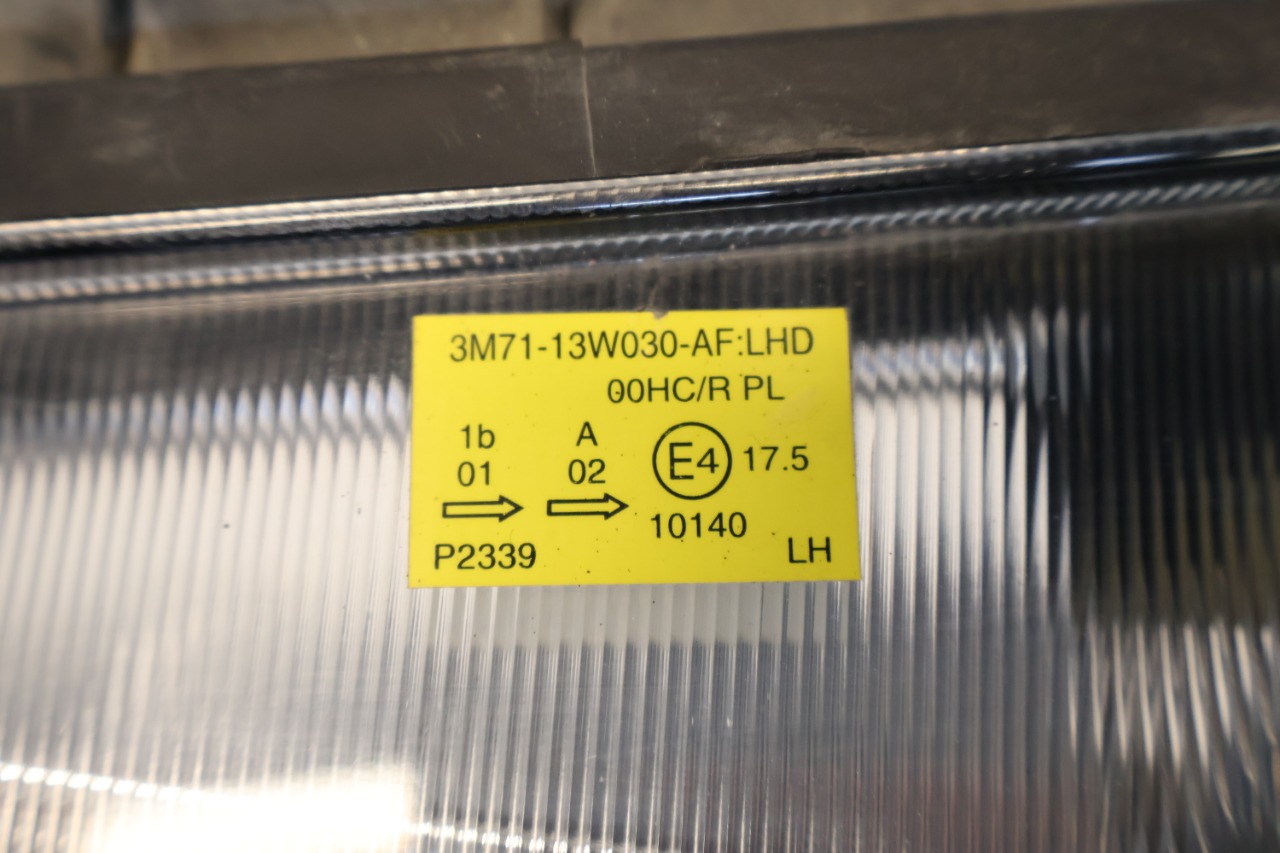 3M71-13W030-AF:LHD
00HC/R PL
1b A
01 02 E4 17.5
10140
P2339 LH